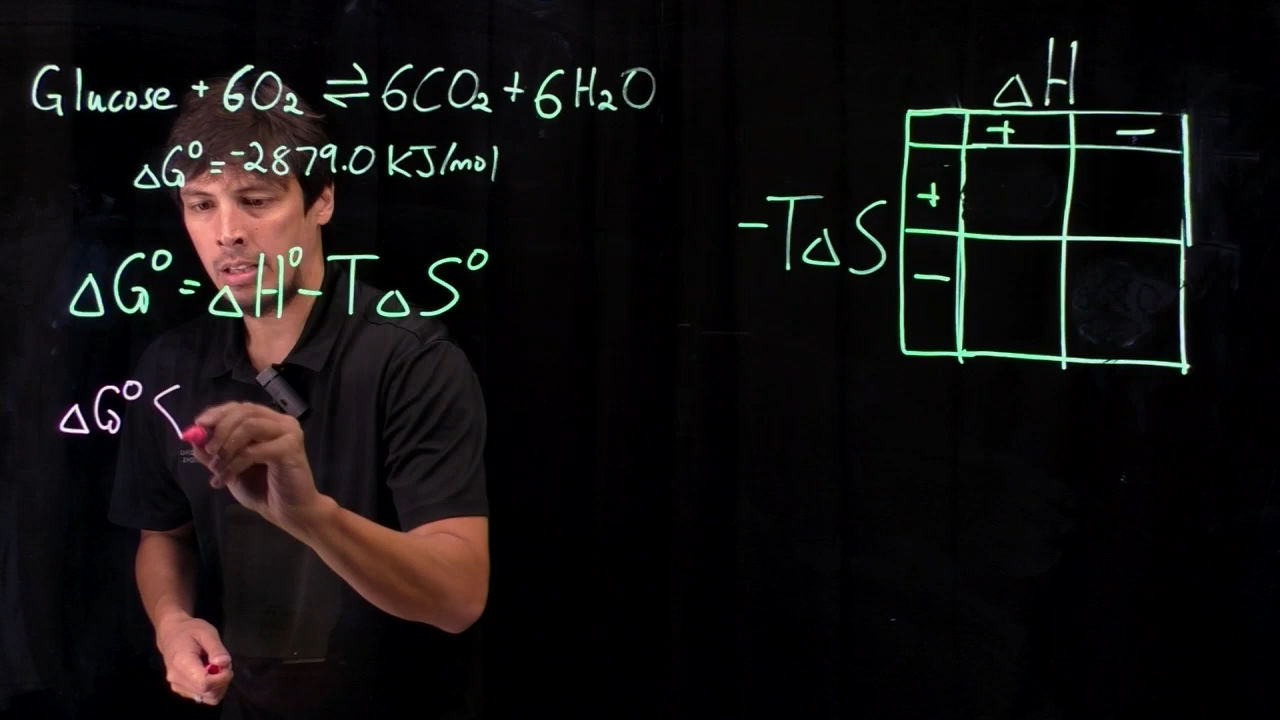 Glucose + 6O₂ ⇌ 6CO₂ + 6H₂O
ΔG° = -2879.0 KJ/mol
ΔG° = ΔH° - TΔS°
ΔG° <
ΔH
+ −
-TΔS
+
−